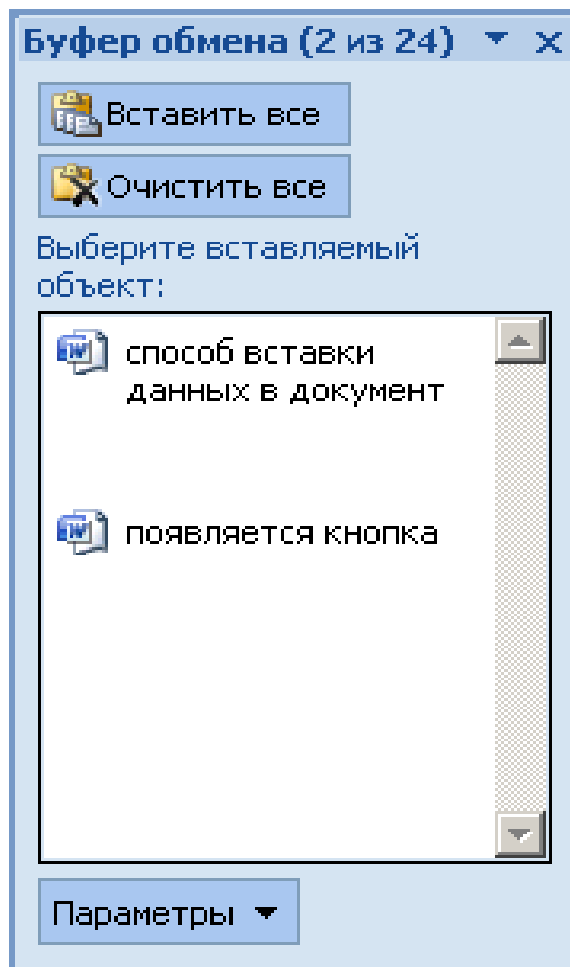 Буфер обмена (2 из 24)
Вставить все
Очистить все
Выберите вставляемый
объект:
способ вставки
данных в документ
появляется кнопка
Параметры